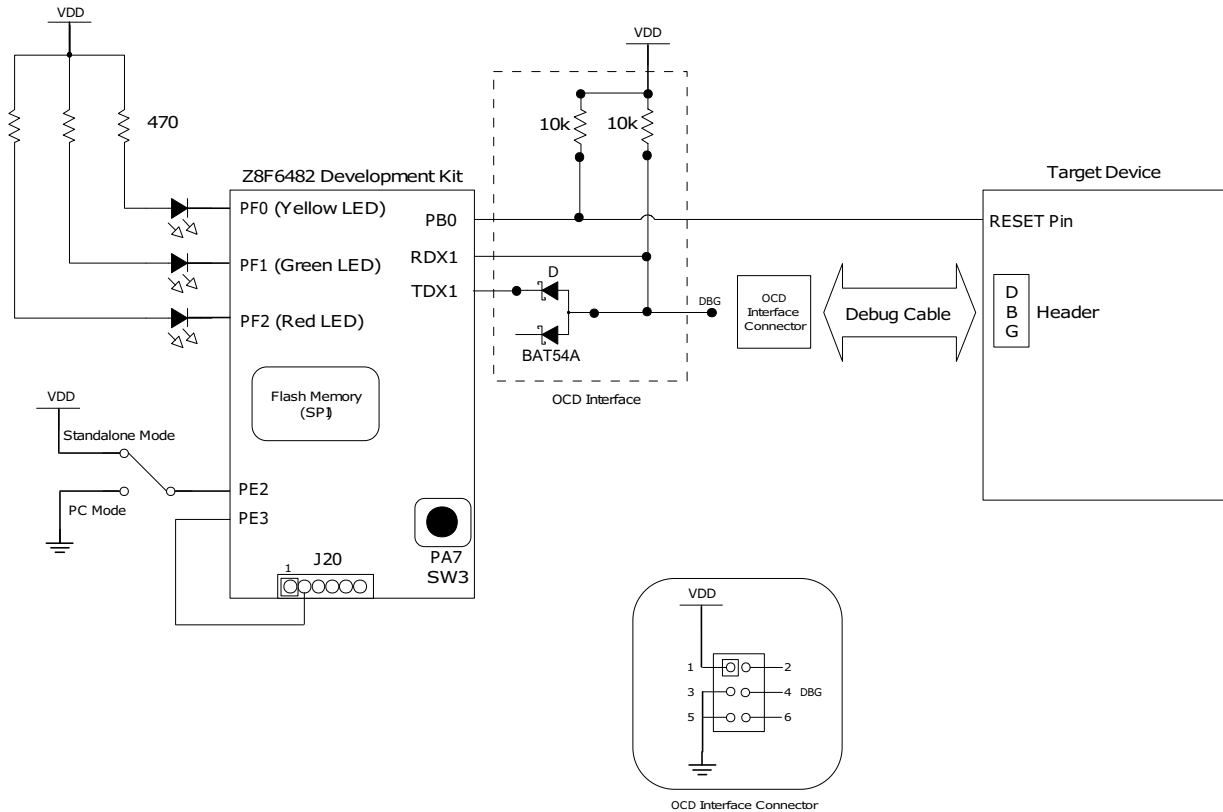 VDD
470
Z8F6482 Development Kit
PF0 (Yellow LED)
PF1 (Green LED)
PF2 (Red LED)
PB0
RDX1
TDX1
Flash Memory
(SPI)
VDD
Standalone Mode
PC Mode
PE2
PE3
J20
1
PA7
SW3
VDD
10k
10k
D
BAT54A
DBG
OCD Interface
OCD
Interface
Connector
Debug Cable
Target Device
RESET Pin
D
B
G
Header
VDD
1
2
3
4 DBG
5
6
OCD Interface Connector